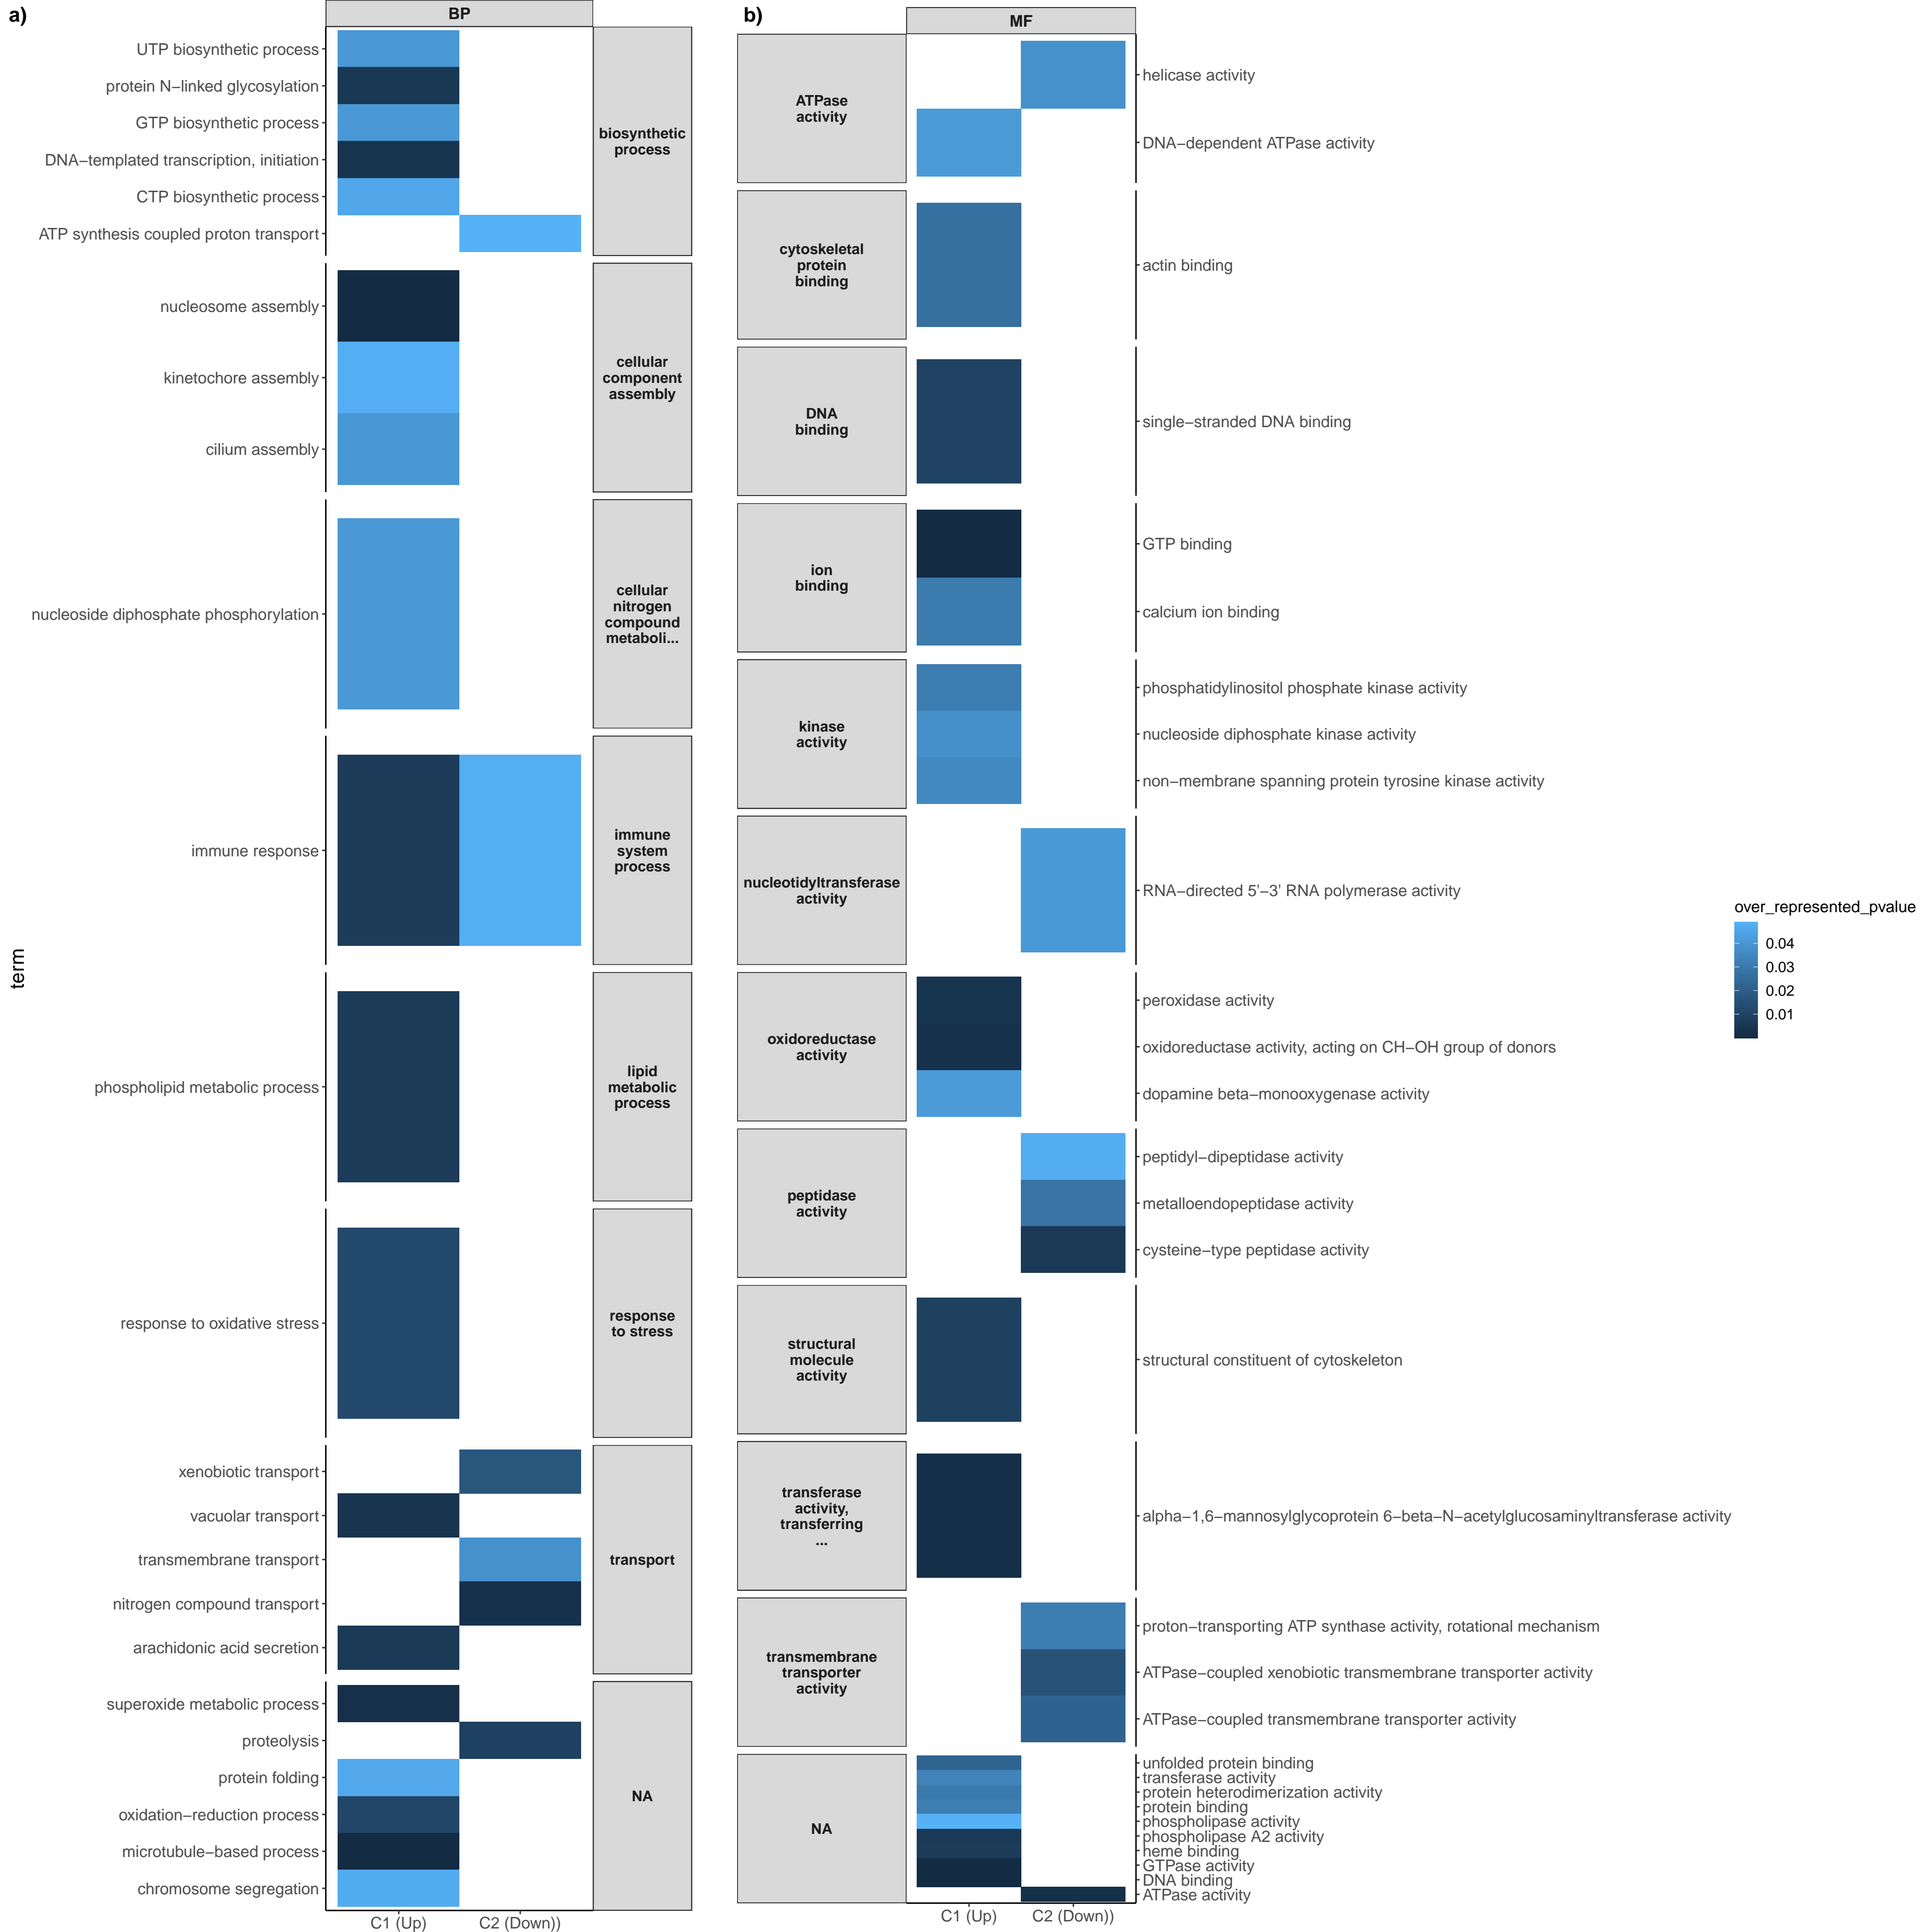 a)
BP
UTP biosynthetic process
protein N−linked glycosylation
GTP biosynthetic process
DNA−templated transcription, initiation
CTP biosynthetic process
ATP synthesis coupled proton transport
biosynthetic
process
nucleosome assembly
kinetochore assembly
cilium assembly
cellular
component
assembly
nucleoside diphosphate phosphorylation
cellular
nitrogen
compound
metaboli...
immune response
immune
system
process
phospholipid metabolic process
lipid
metabolic
process
response to oxidative stress
response
to stress
xenobiotic transport
vacuolar transport
transmembrane transport
nitrogen compound transport
arachidonic acid secretion
transport
superoxide metabolic process
proteolysis
protein folding
oxidation−reduction process
microtubule−based process
chromosome segregation
NA
C1 (Up)
C2 (Down))
term
b)
MF
ATPase
activity
helicase activity
DNA−dependent ATPase activity
cytoskeletal
protein
binding
actin binding
DNA
binding
single−stranded DNA binding
ion
binding
GTP binding
calcium ion binding
kinase
activity
phosphatidylinositol phosphate kinase activity
nucleoside diphosphate kinase activity
non−membrane spanning protein tyrosine kinase activity
nucleotidyltransferase
activity
RNA−directed 5'−3' RNA polymerase activity
oxidoreductase
activity
peroxidase activity
oxidoreductase activity, acting on CH−OH group of donors
dopamine beta−monooxygenase activity
peptidase
activity
peptidyl−dipeptidase activity
metalloendopeptidase activity
cysteine−type peptidase activity
structural
molecule
activity
structural constituent of cytoskeleton
transferase
activity,
transferring
...
alpha−1,6−mannosylglycoprotein 6−beta−N−acetylglucosaminyltransferase activity
transmembrane
transporter
activity
proton−transporting ATP synthase activity, rotational mechanism
ATPase−coupled xenobiotic transmembrane transporter activity
ATPase−coupled transmembrane transporter activity
NA
unfolded protein binding
transferase activity
protein heterodimerization activity
protein binding
phospholipase activity
phospholipase A2 activity
heme binding
GTPase activity
DNA binding
ATPase activity
C1 (Up)
C2 (Down))
over_represented_pvalue
0.04
0.03
0.02
0.01